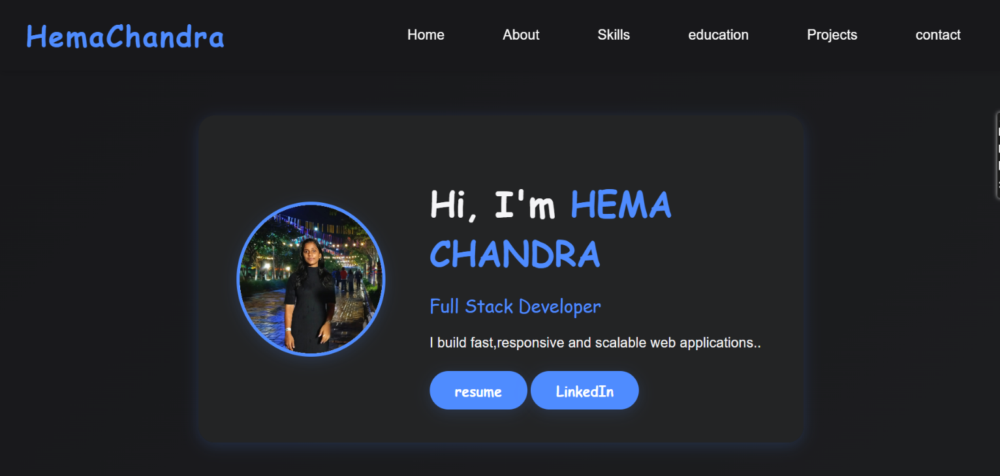 HemaChandra
Home About Skills education Projects contact
Hi, I'm HEMA
CHANDRA
Full Stack Developer
I build fast,responsive and scalable web applications..
resume LinkedIn